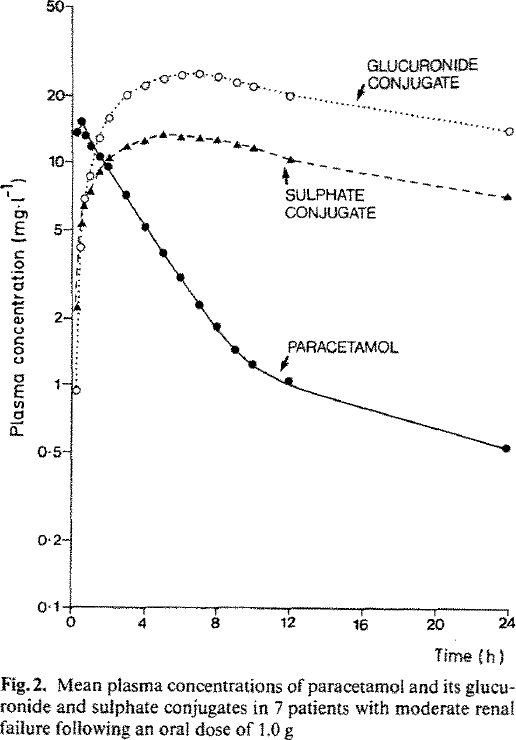 50
20
10
5
2
1
0·5
0·2
0·1
Plasma concentration (mg·l⁻¹)
GLUCURONIDE
CONJUGATE
SULPHATE
CONJUGATE
PARACETAMOL
0 4 8 12 16 20 24
Time (h)
Fig. 2. Mean plasma concentrations of paracetamol and its glucu-
ronide and sulphate conjugates in 7 patients with moderate renal
failure following an oral dose of 1.0 g